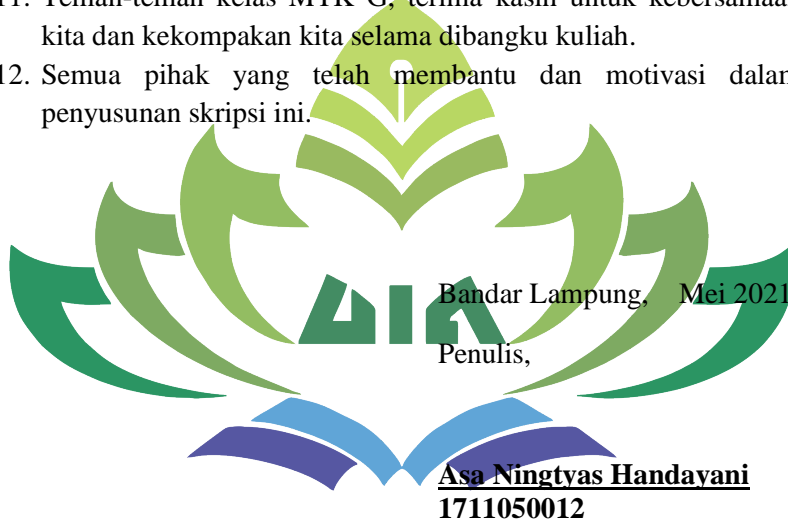 11. Teman-teman kelas MTK G, terima kasih untuk kebersamaa
kita dan kekompakan kita selama dibangku kuliah.
12. Semua pihak yang telah membantu dan motivasi dalam
penyusunan skripsi ini.
Bandar Lampung, Mei 2021
Penulis,
Asa Ningtyas Handayani
1711050012